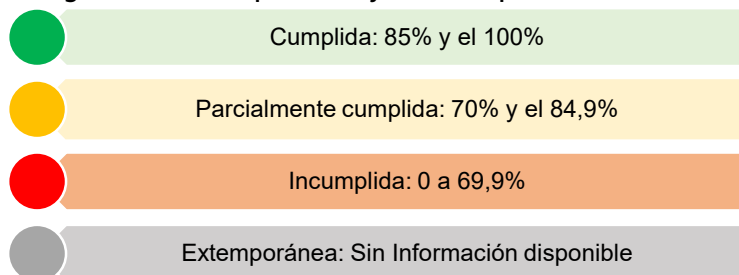 Cumplida: 85% y el 100%
Parcialmente cumplida: 70% y el 84,9%
Incumplida: 0 a 69,9%
Extemporánea: Sin Información disponible